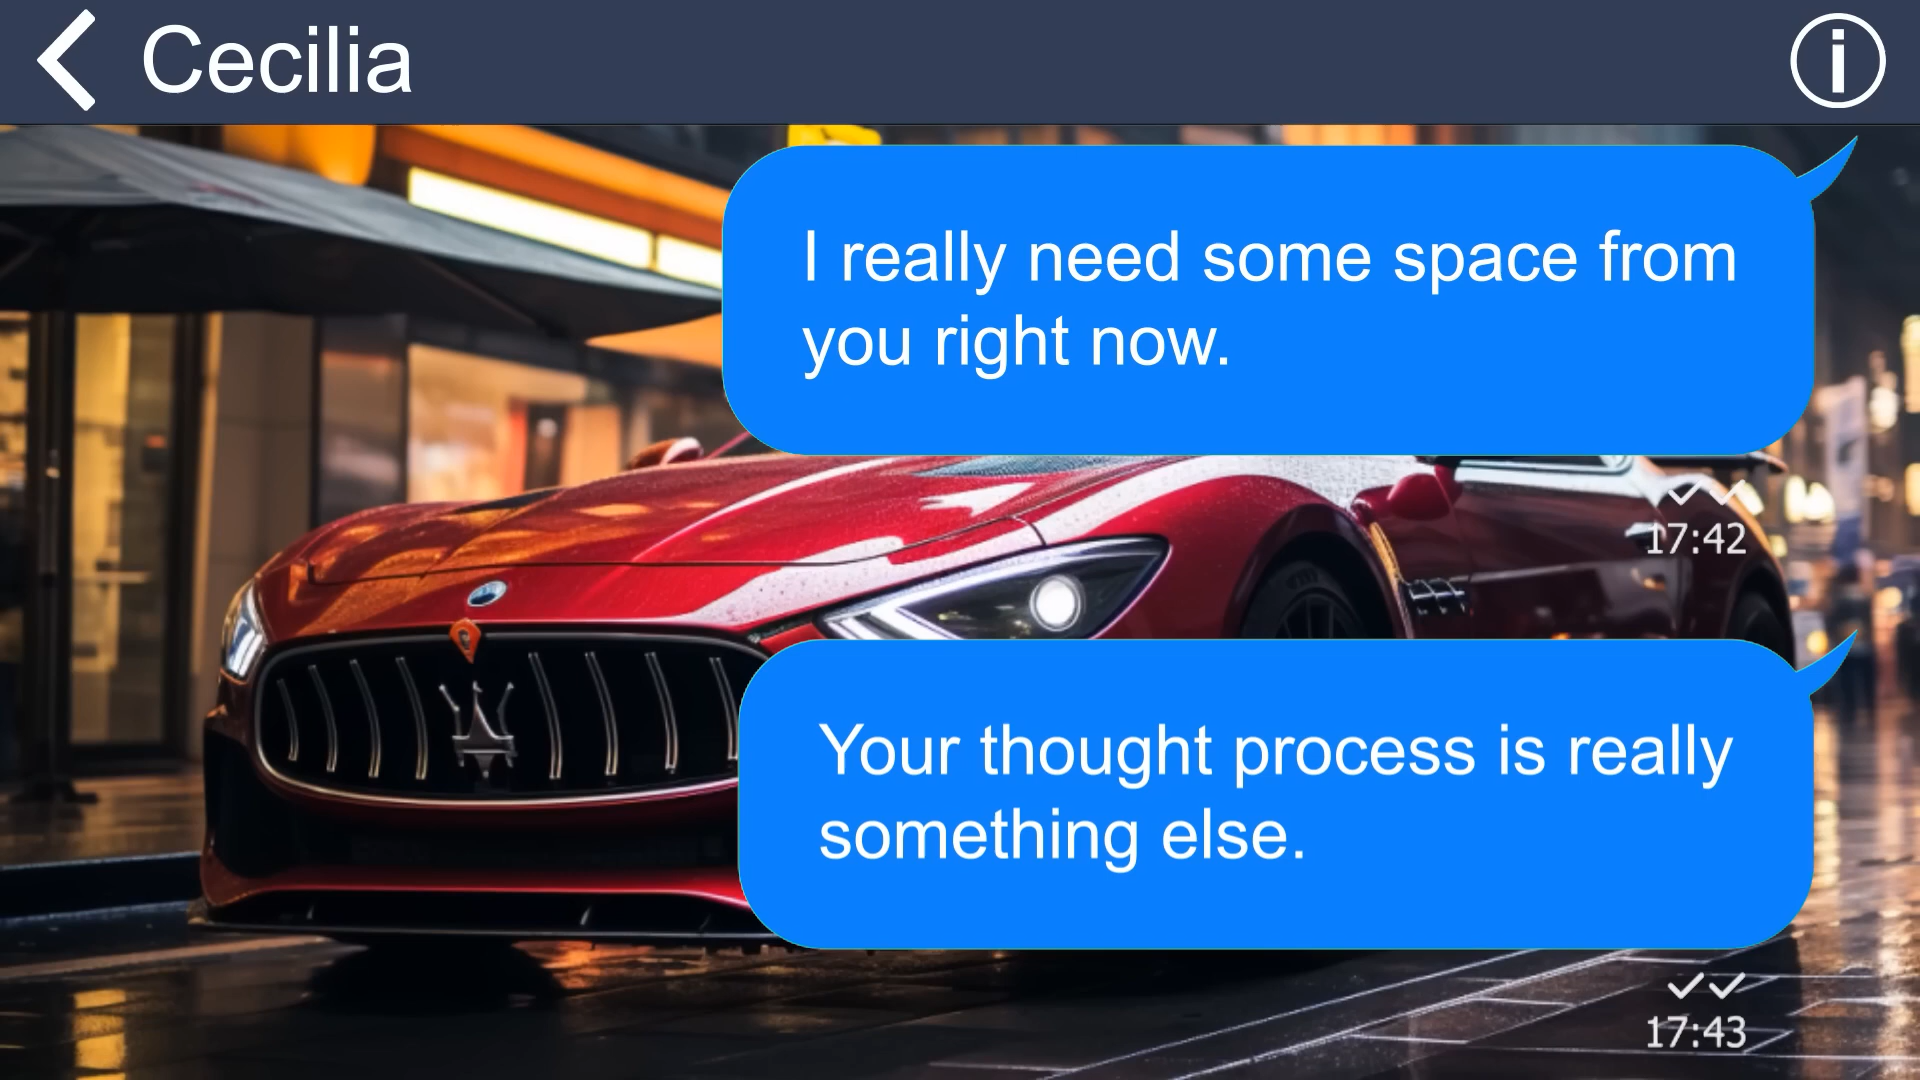 Cecilia
I really need some space from
you right now.
17:42
Your thought process is really
something else.
17:43